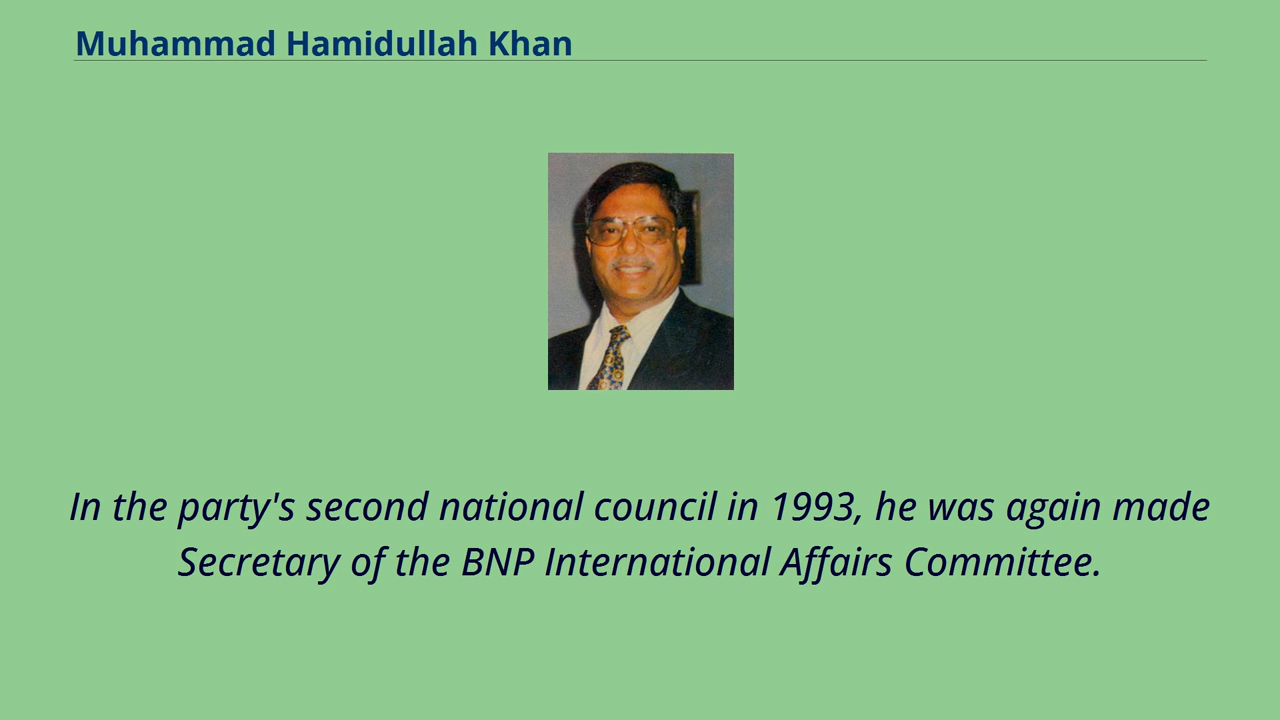 Muhammad Hamidullah Khan
In the party's second national council in 1993, he was again made
Secretary of the BNP International Affairs Committee.